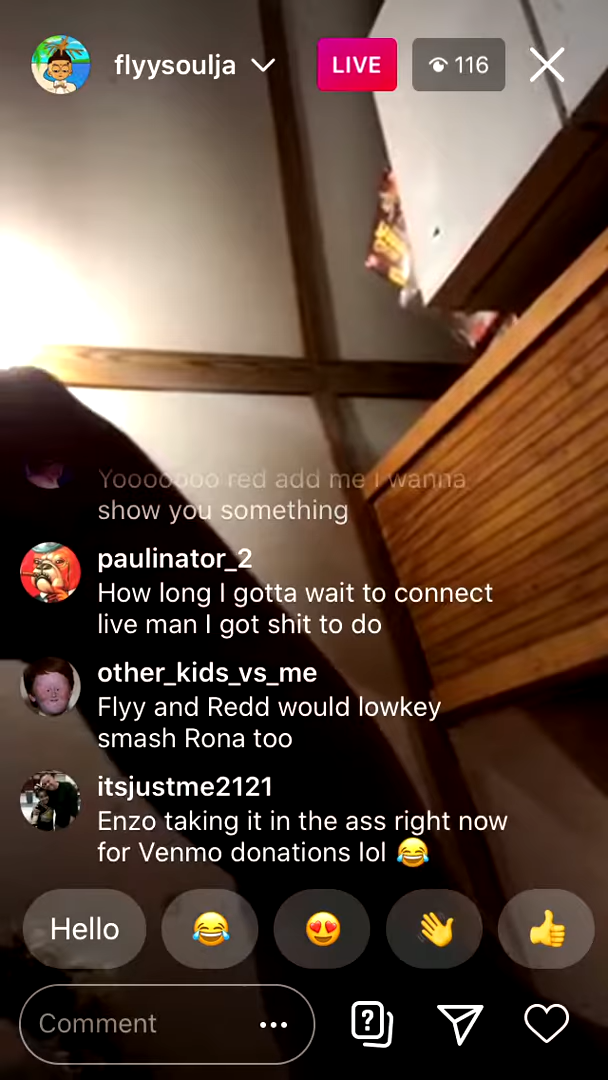 flyysoulja
LIVE
116
Yooooooo red add me I wanna
show you something
paulinator_2
How long I gotta wait to connect
live man I got shit to do
other_kids_vs_me
Flyy and Redd would lowkey
smash Rona too
itsjustme2121
Enzo taking it in the ass right now
for Venmo donations lol 😂
Hello
Comment